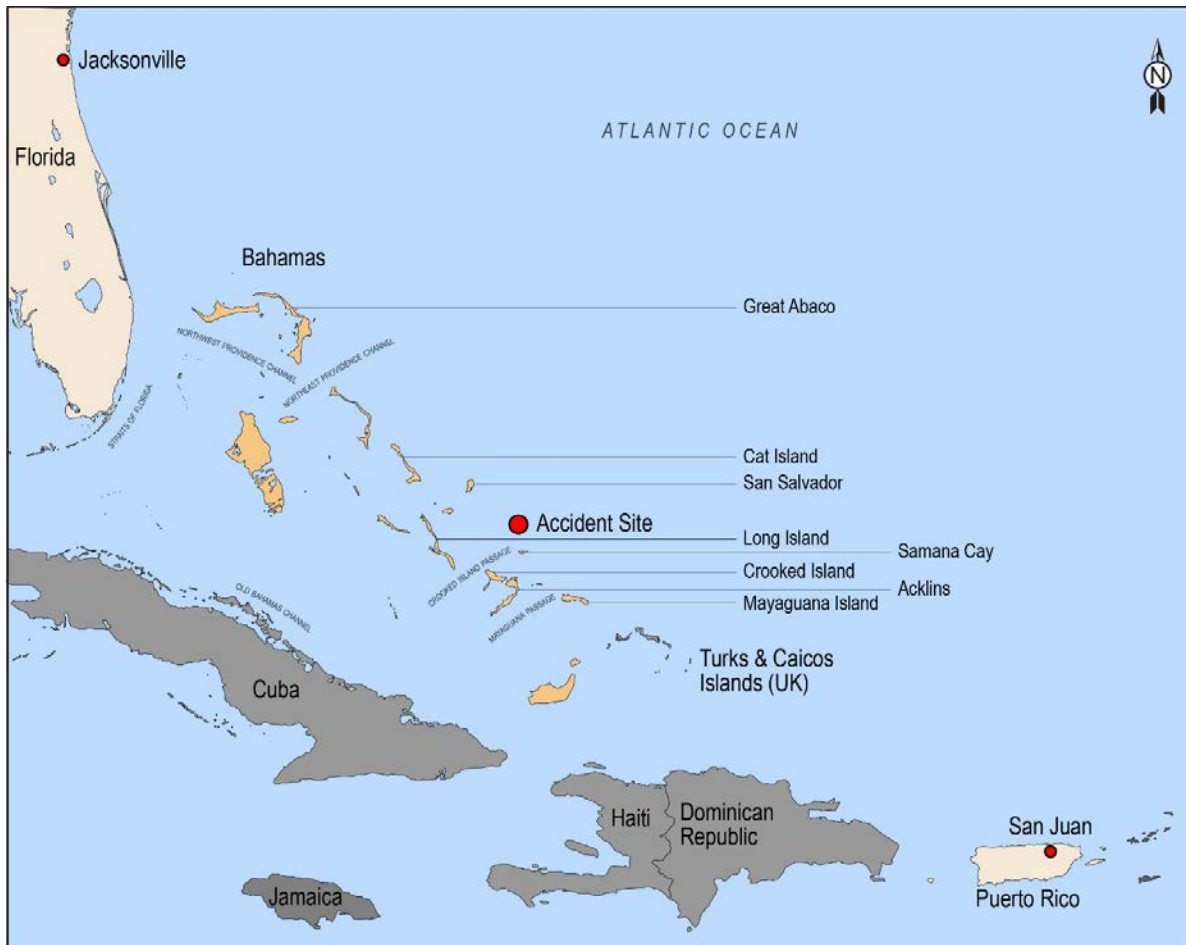 Jacksonville
N
ATLANTIC OCEAN
Florida
Bahamas
Great Abaco
NORTHWEST PROVIDENCE CHANNEL
NORTHEAST PROVIDENCE CHANNEL
STRAITS OF FLORIDA
Cat Island
San Salvador
Accident Site
Long Island
Samana Cay
CROOKED ISLAND PASSAGE
Crooked Island
Acklins
Mayaguana Island
MAYAGUANA PASSAGE
OLD BAHAMAS CHANNEL
Turks & Caicos
Islands (UK)
Cuba
Haiti
Dominican
Republic
San Juan
Jamaica
Puerto Rico